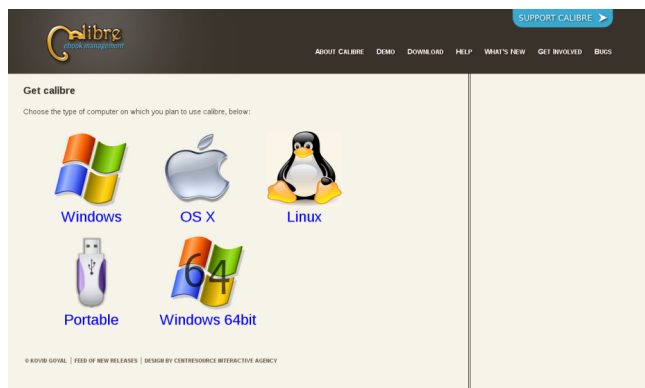 SUPPORT CALIBRE
Calibre
ebook management
ABOUT CALIBRE DEMO DOWNLOAD HELP WHAT'S NEW GET INVOLVED BUGS
Get calibre
Choose the type of computer on which you plan to use calibre, below:
Windows OS X Linux
64
Portable Windows 64bit
© KOVID GOYAL | FEED OF NEW RELEASES | DESIGN BY CENTRESOURCE INTERACTIVE AGENCY